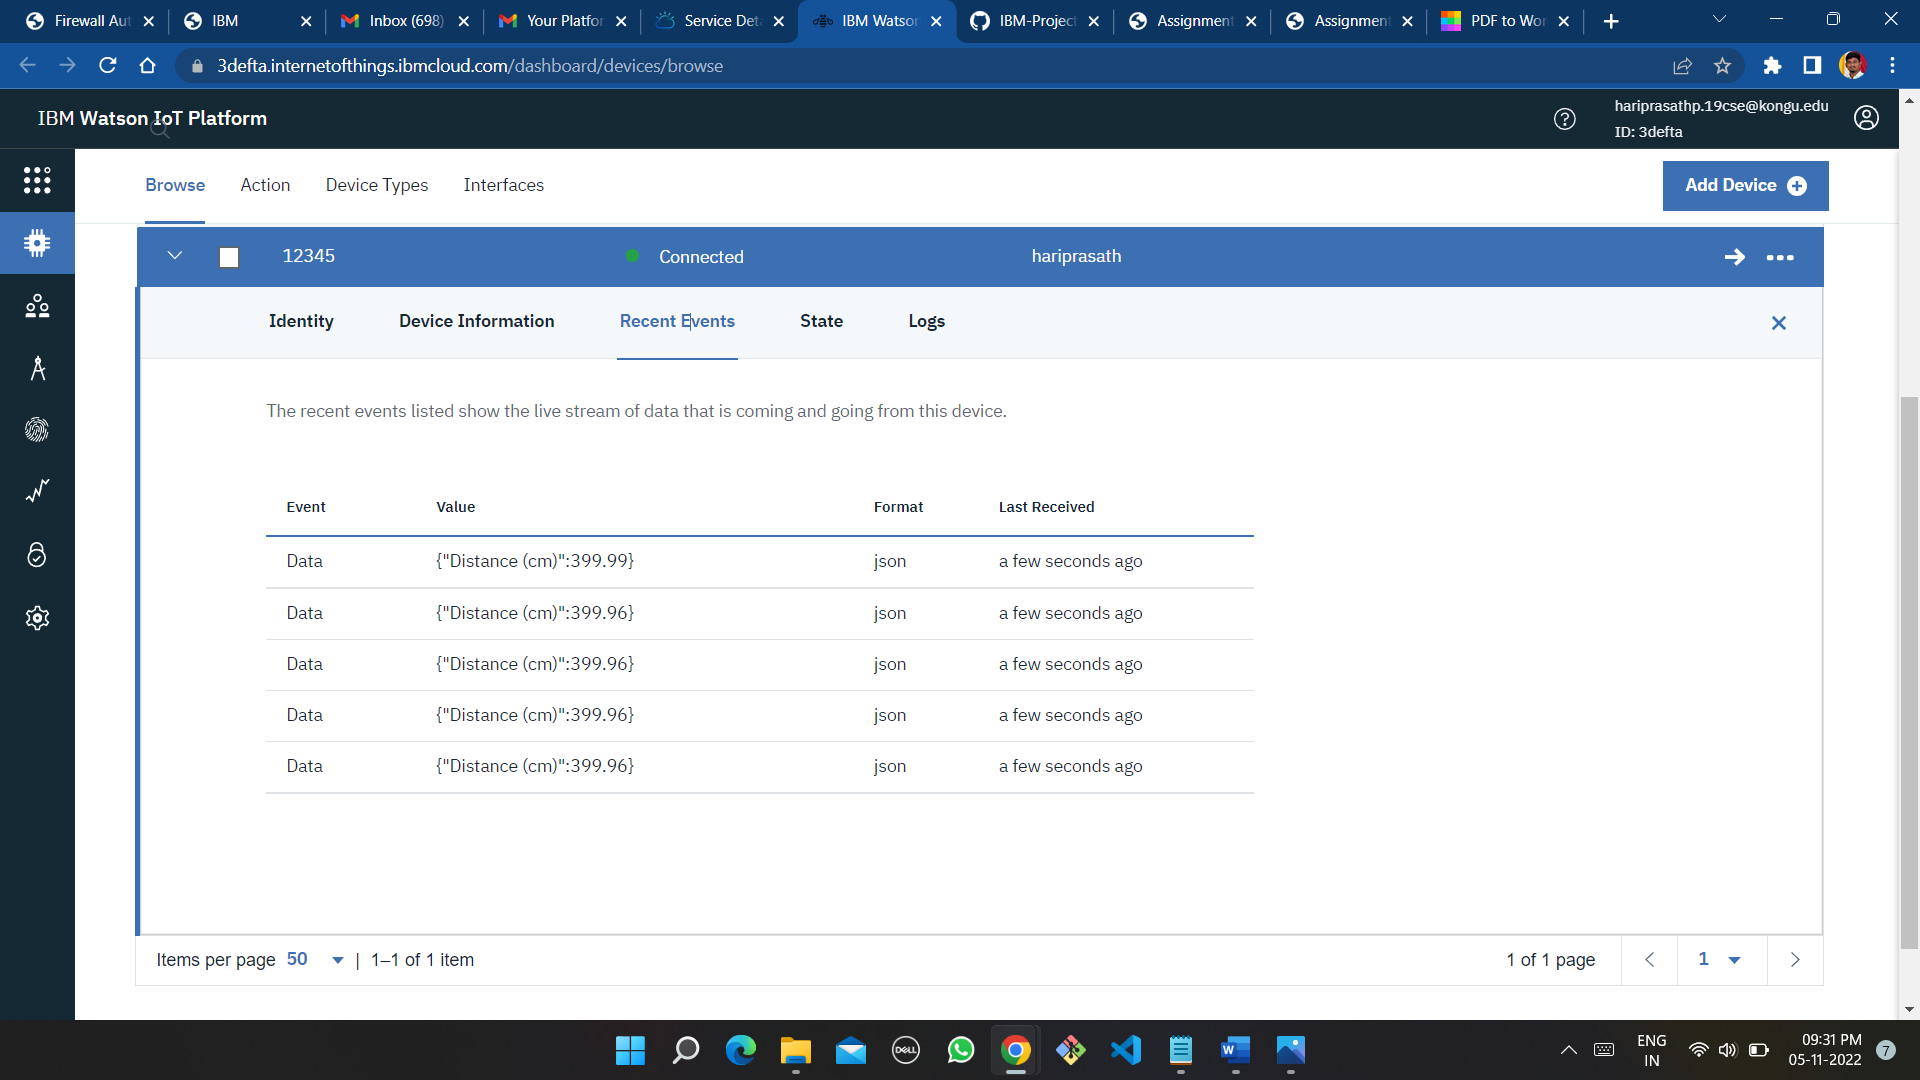 Firewall Aut
IBM
Inbox (698)
Your Platfor
Service Deta
IBM Watson
IBM-Project
Assignment
Assignment
PDF to Wor
3defta.internetofthings.ibmcloud.com/dashboard/devices/browse
IBM Watson IoT Platform
hariprasathp.19cse@kongu.edu
ID: 3defta
Browse
Action
Device Types
Interfaces
Add Device
12345
Connected
hariprasath
Identity
Device Information
Recent Events
State
Logs
The recent events listed show the live stream of data that is coming and going from this device.
Event Value Format Last Received
Data {"Distance (cm)":399.99} json a few seconds ago
Data {"Distance (cm)":399.96} json a few seconds ago
Data {"Distance (cm)":399.96} json a few seconds ago
Data {"Distance (cm)":399.96} json a few seconds ago
Data {"Distance (cm)":399.96} json a few seconds ago
Items per page 50 | 1–1 of 1 item
1 of 1 page
1
DELL
W
ENG
IN
09:31 PM
05-11-2022
7